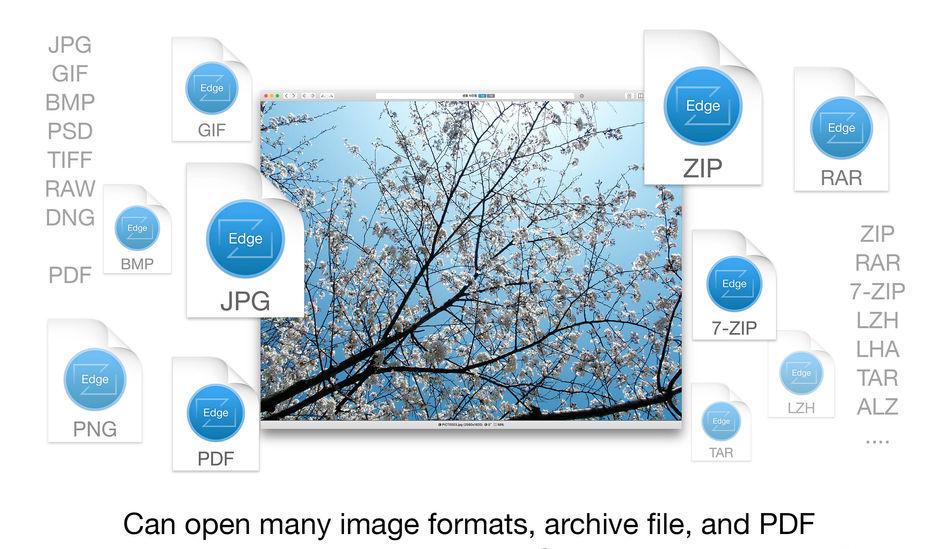 JPG
GIF
BMP
PSD
TIFF
RAW
DNG
PDF
Edge
GIF
Edge
BMP
Edge
JPG
Edge
PNG
Edge
PDF
Edge
ZIP
Edge
RAR
Edge
7-ZIP
Edge
LZH
Edge
TAR
ZIP
RAR
7-ZIP
LZH
LHA
TAR
ALZ
....
Can open many image formats, archive file, and PDF